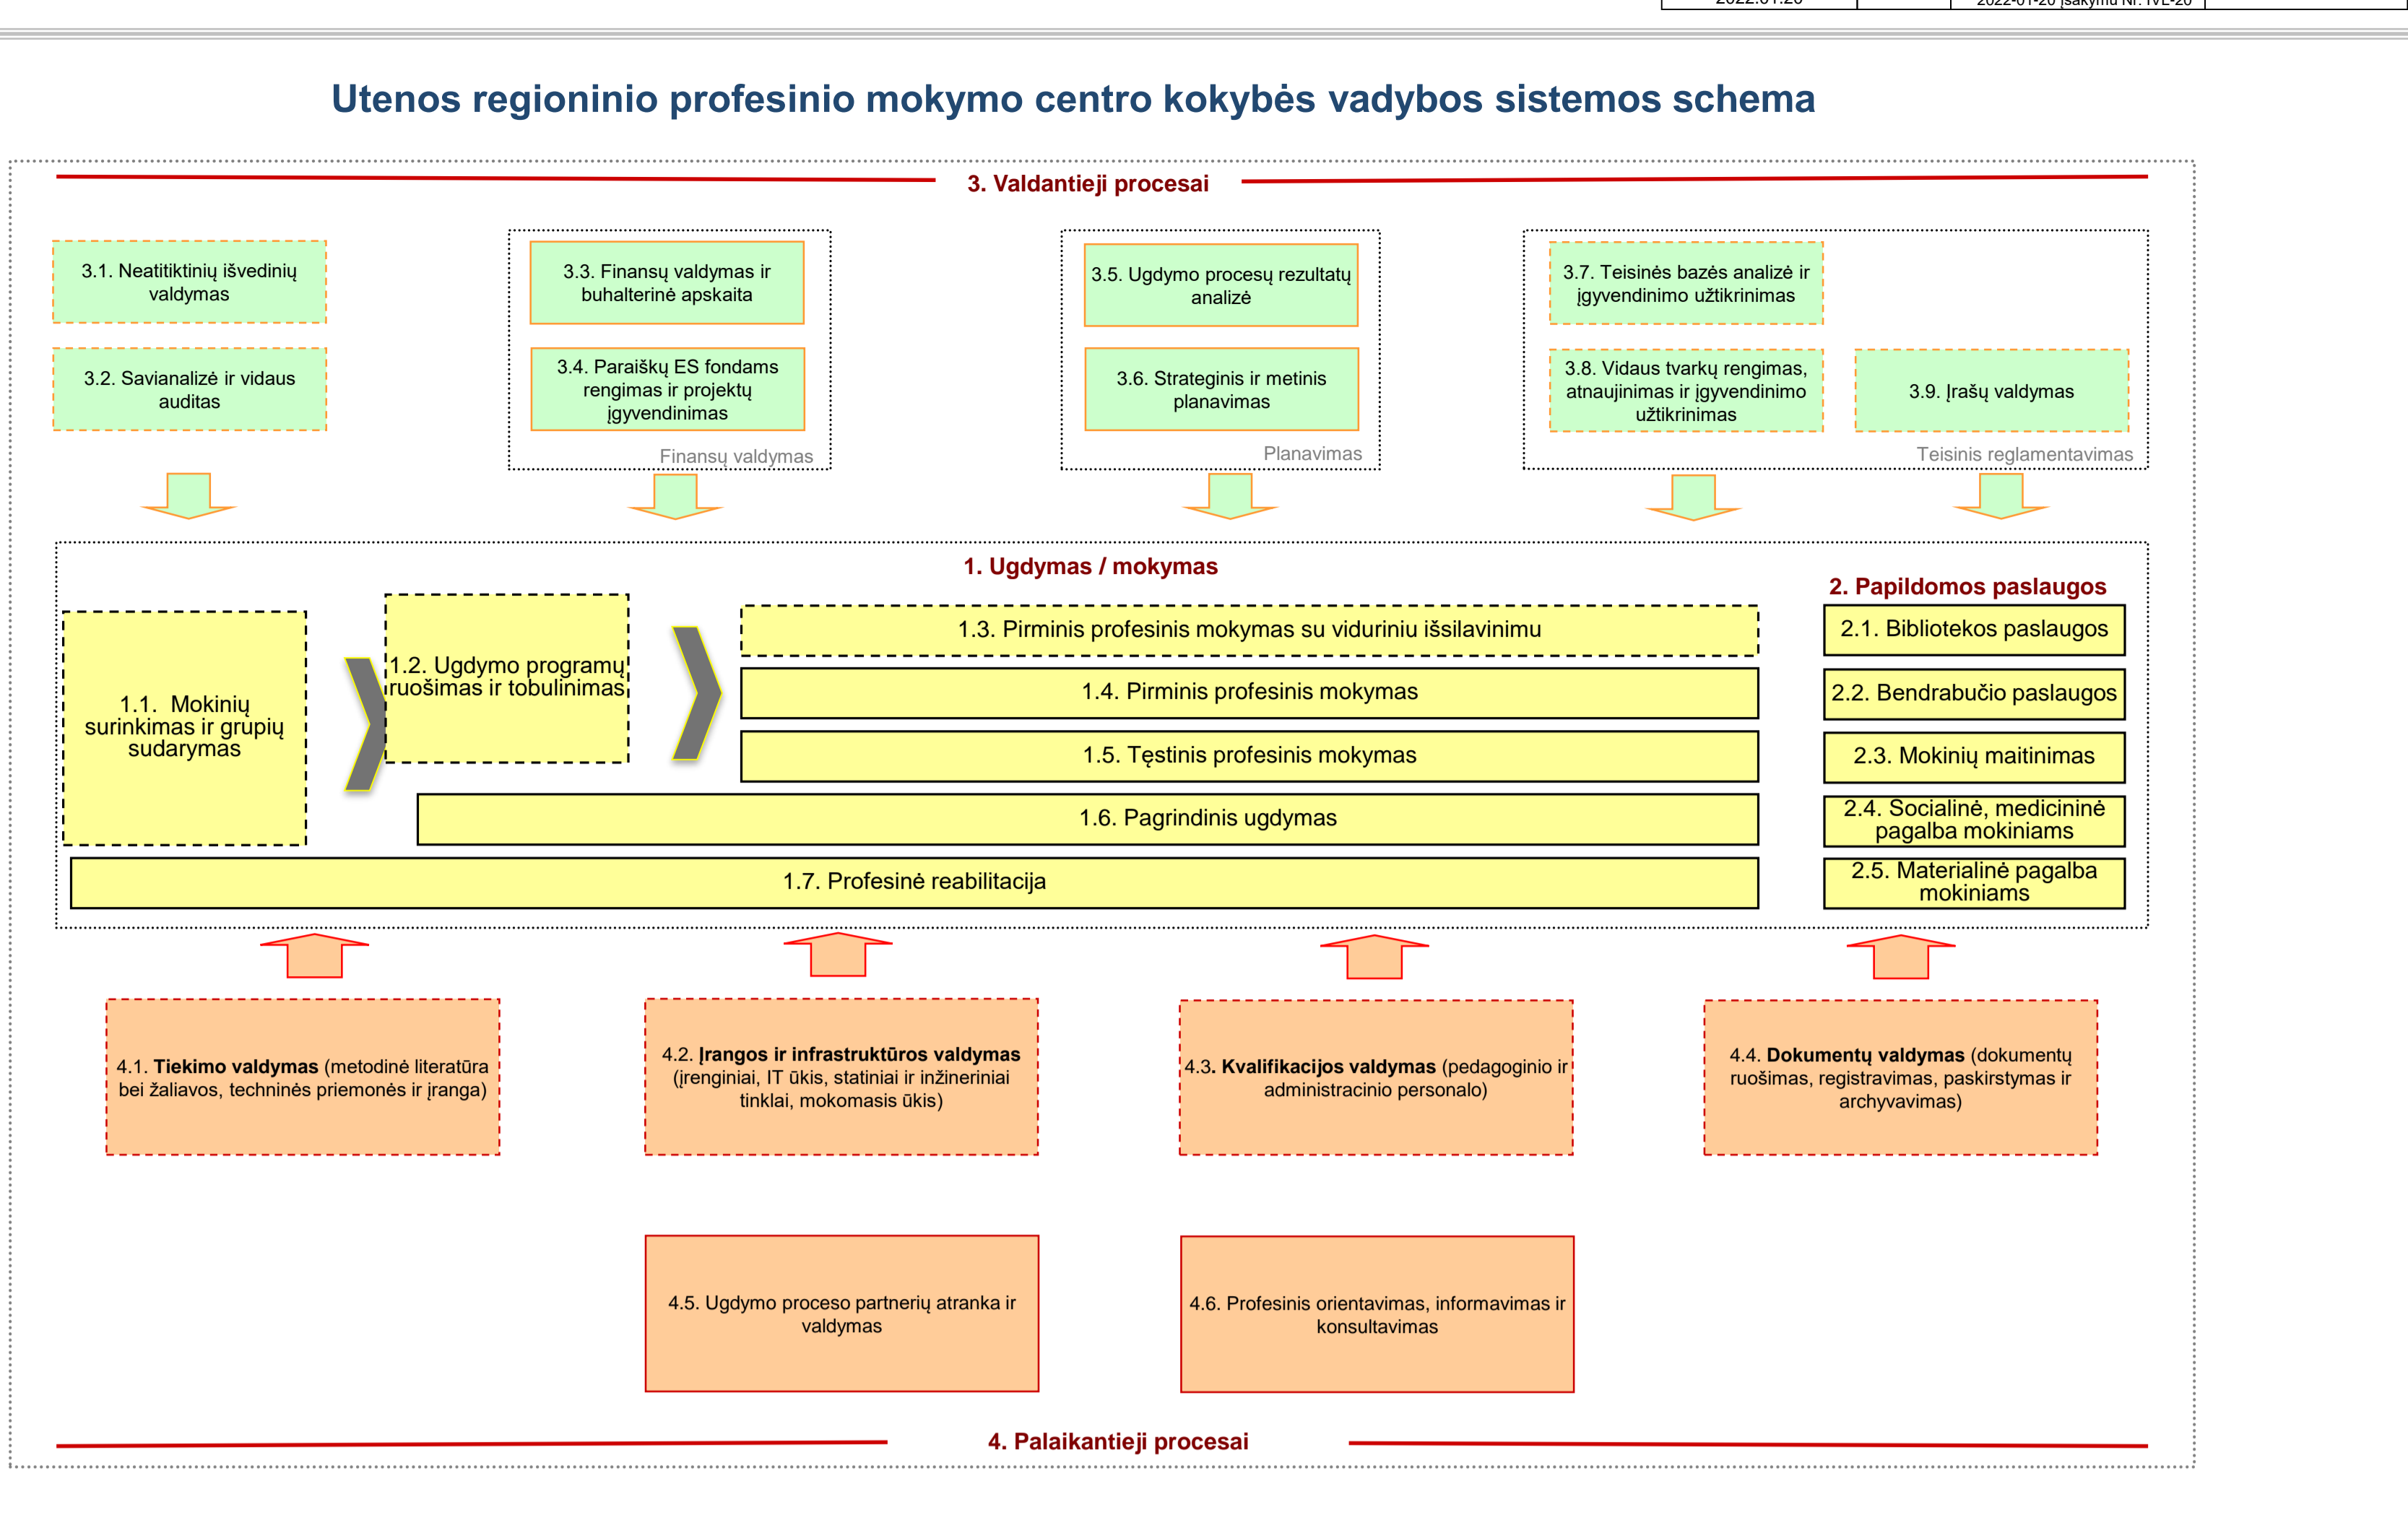 2022.01.20
2022-01-20 įsakymu Nr. IVL-20
Utenos regioninio profesinio mokymo centro kokybės vadybos sistemos schema
3. Valdantieji procesai
3.1. Neatitiktinių išvedinių
valdymas
3.2. Savianalizė ir vidaus
auditas
3.3. Finansų valdymas ir
buhalterinė apskaita
3.4. Paraiškų ES fondams
rengimas ir projektų
įgyvendinimas
Finansų valdymas
3.5. Ugdymo procesų rezultatų
analizė
3.6. Strateginis ir metinis
planavimas
Planavimas
3.7. Teisinės bazės analizė ir
įgyvendinimo užtikrinimas
3.8. Vidaus tvarkų rengimas,
atnaujinimas ir įgyvendinimo
užtikrinimas
3.9. Įrašų valdymas
Teisinis reglamentavimas
1. Ugdymas / mokymas
1.1. Mokinių
surinkimas ir grupių
sudarymas
1.2. Ugdymo programų
ruošimas ir tobulinimas
1.3. Pirminis profesinis mokymas su viduriniu išsilavinimu
1.4. Pirminis profesinis mokymas
1.5. Tęstinis profesinis mokymas
1.6. Pagrindinis ugdymas
1.7. Profesinė reabilitacija
2. Papildomos paslaugos
2.1. Bibliotekos paslaugos
2.2. Bendrabučio paslaugos
2.3. Mokinių maitinimas
2.4. Socialinė, medicininė
pagalba mokiniams
2.5. Materialinė pagalba
mokiniams
4.1. Tiekimo valdymas (metodinė literatūra
bei žaliavos, techninės priemonės ir įranga)
4.2. Įrangos ir infrastruktūros valdymas
(įrenginiai, IT ūkis, statiniai ir inžineriniai
tinklai, mokomasis ūkis)
4.3. Kvalifikacijos valdymas (pedagoginio ir
administracinio personalo)
4.4. Dokumentų valdymas (dokumentų
ruošimas, registravimas, paskirstymas ir
archyvavimas)
4.5. Ugdymo proceso partnerių atranka ir
valdymas
4.6. Profesinis orientavimas, informavimas ir
konsultavimas
4. Palaikantieji procesai